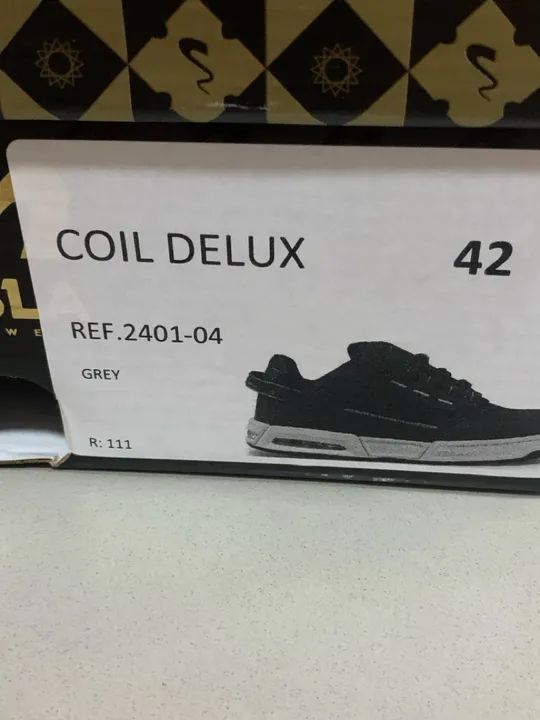 COIL DELUX 42
REF.2401-04
GREY
R: 111